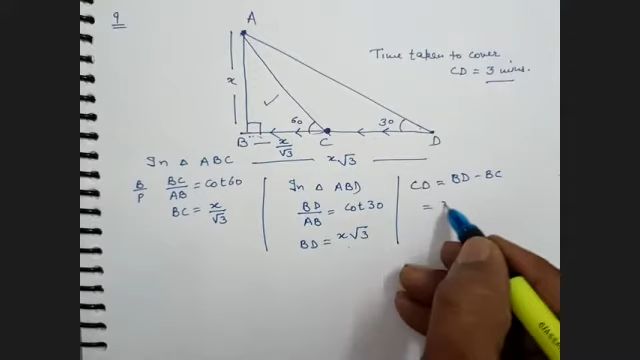 9
A
Time taken to cover
CD = 3 mins.
x
60
30
B
x/√3
C
D
In △ ABC
x√3
B/P
BC/AB = cot 60
BC = x/√3
In △ ABD
BD/AB = cot 30
BD = x√3
CD = BD - BC
=